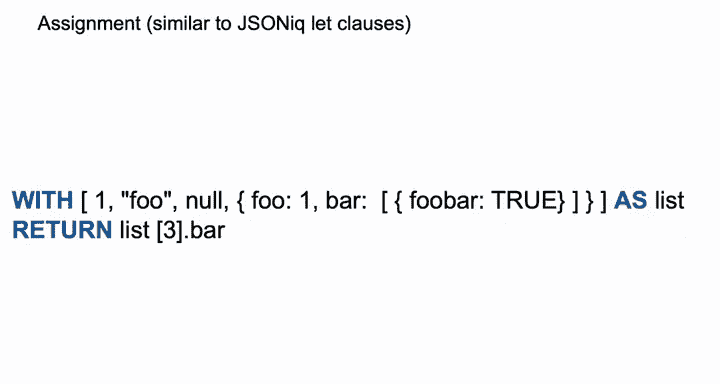 Assignment (similar to JSONiq let clauses)
WITH [ 1, "foo", null, { foo: 1, bar:  [ { foobar: TRUE} ] } ] AS list
RETURN list [3].bar